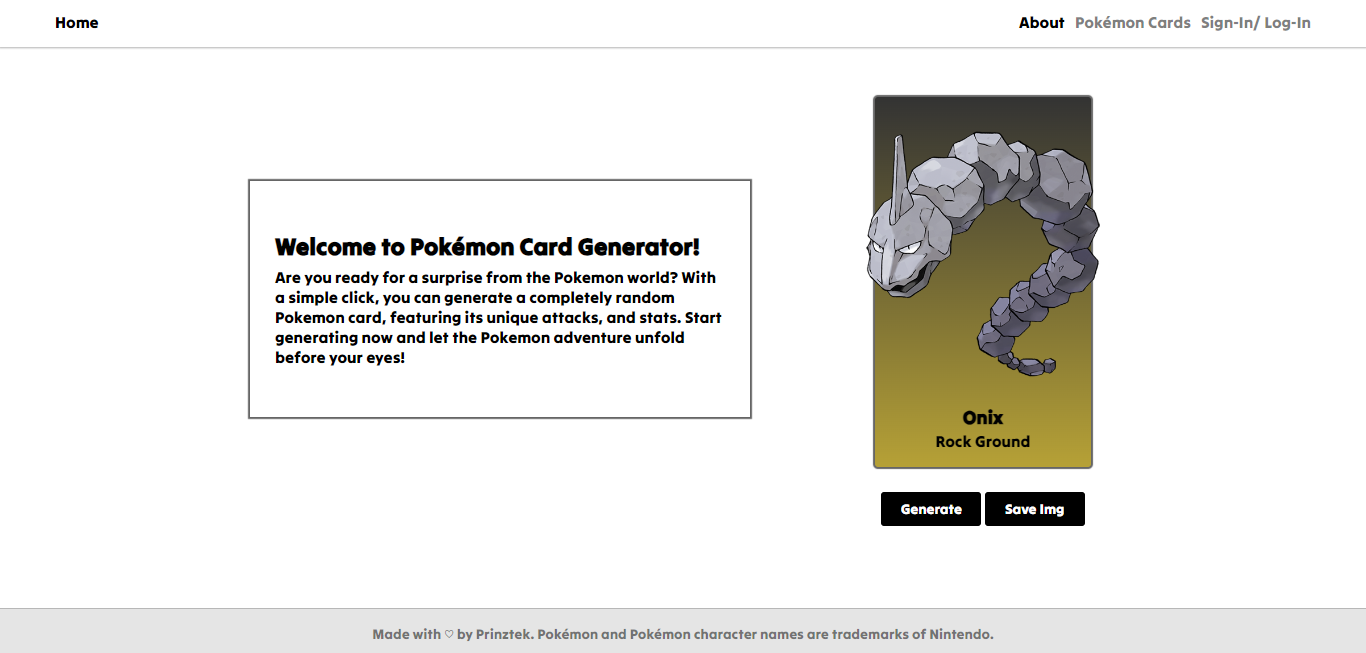 Home
About Pokémon Cards Sign-In/ Log-In
Welcome to Pokémon Card Generator!
Are you ready for a surprise from the Pokemon world? With
a simple click, you can generate a completely random
Pokemon card, featuring its unique attacks, and stats. Start
generating now and let the Pokemon adventure unfold
before your eyes!
Onix
Rock Ground
Generate Save Img
Made with ♡ by Prinztek. Pokémon and Pokémon character names are trademarks of Nintendo.